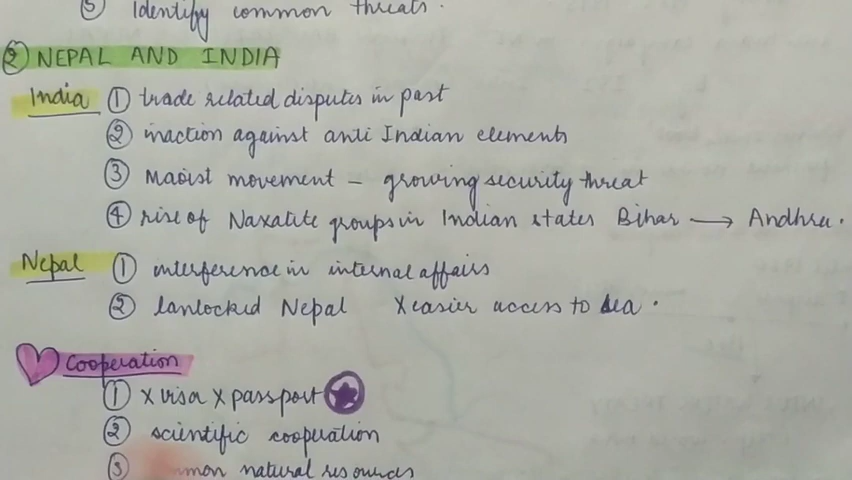 ⑤ Identify common threats.
② NEPAL AND INDIA
India ① trade related disputes in past
② inaction against anti Indian elements
③ Maoist movement - growing security threat
④ rise of Naxalite groups in Indian states Bihar → Andhra.
Nepal ① interference in internal affairs
② lanlocked Nepal X easier access to sea.
Cooperation
① X visa X passport
② scientific cooperation
③ natural resources